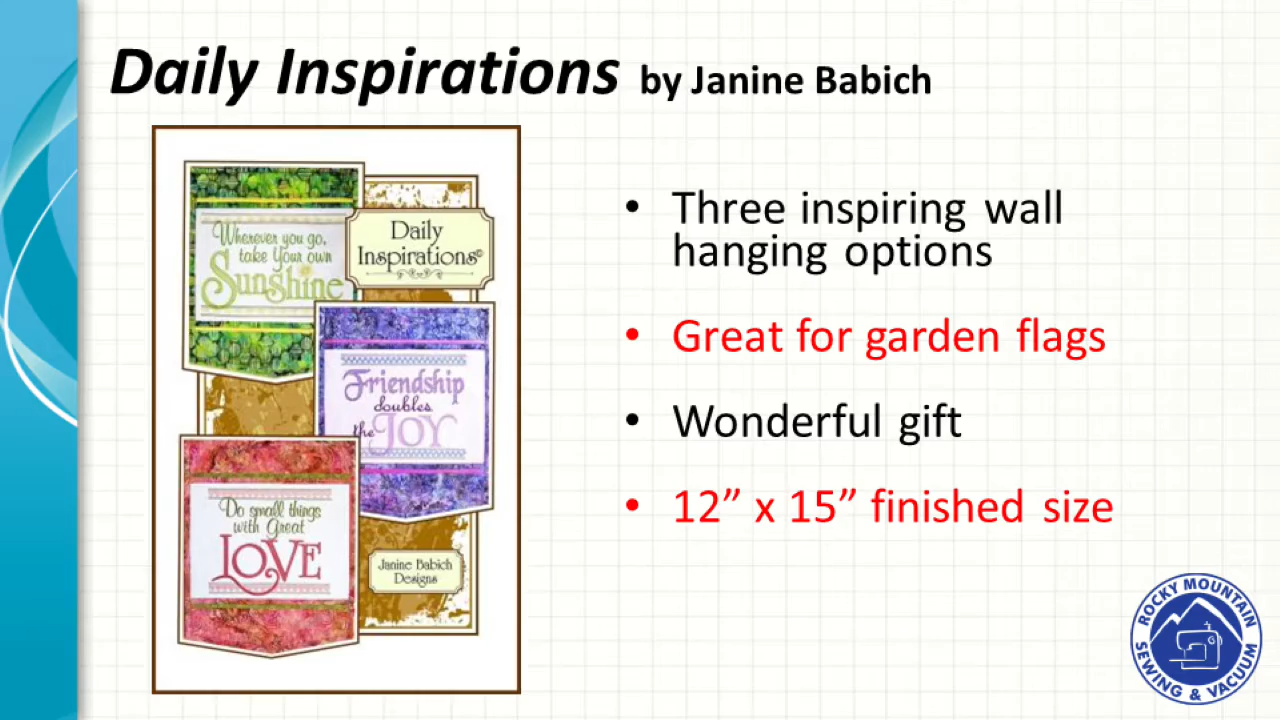 Daily Inspirations by Janine Babich
Wherever you go,
take Your own
Sunshine
Daily
Inspirations©
Friendship
doubles
the JOY
Do small things
with Great
LOVE
Janine Babich
Designs
• Three inspiring wall
hanging options
• Great for garden flags
• Wonderful gift
• 12” x 15” finished size
ROCKY MOUNTAIN
SEWING & VACUUM